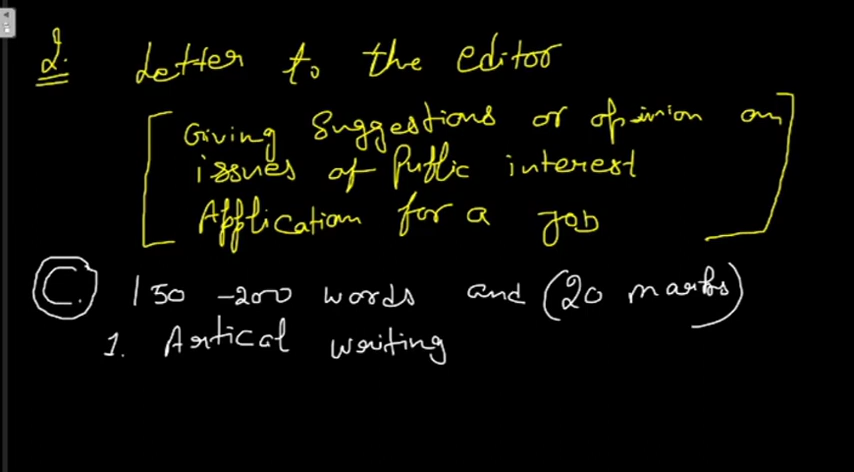 2. Letter to the editor
[Giving Suggestions or opinion on
issues of Public interest
Application for a Job]
C. 150 -200 words and (20 marks)
1. Artical writing